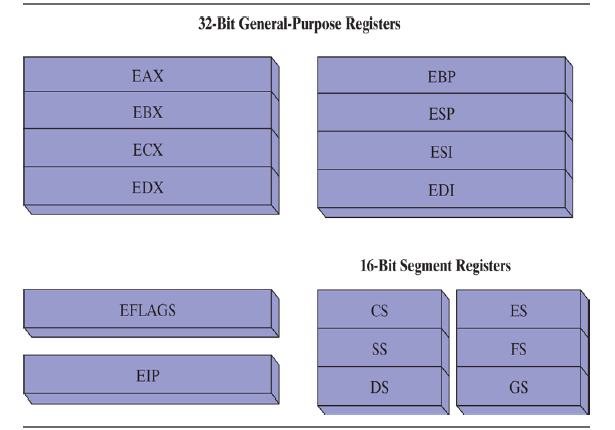 32-Bit General-Purpose Registers
EAX
EBX
ECX
EDX
EBP
ESP
ESI
EDI
16-Bit Segment Registers
EFLAGS
EIP
CS
SS
DS
ES
FS
GS